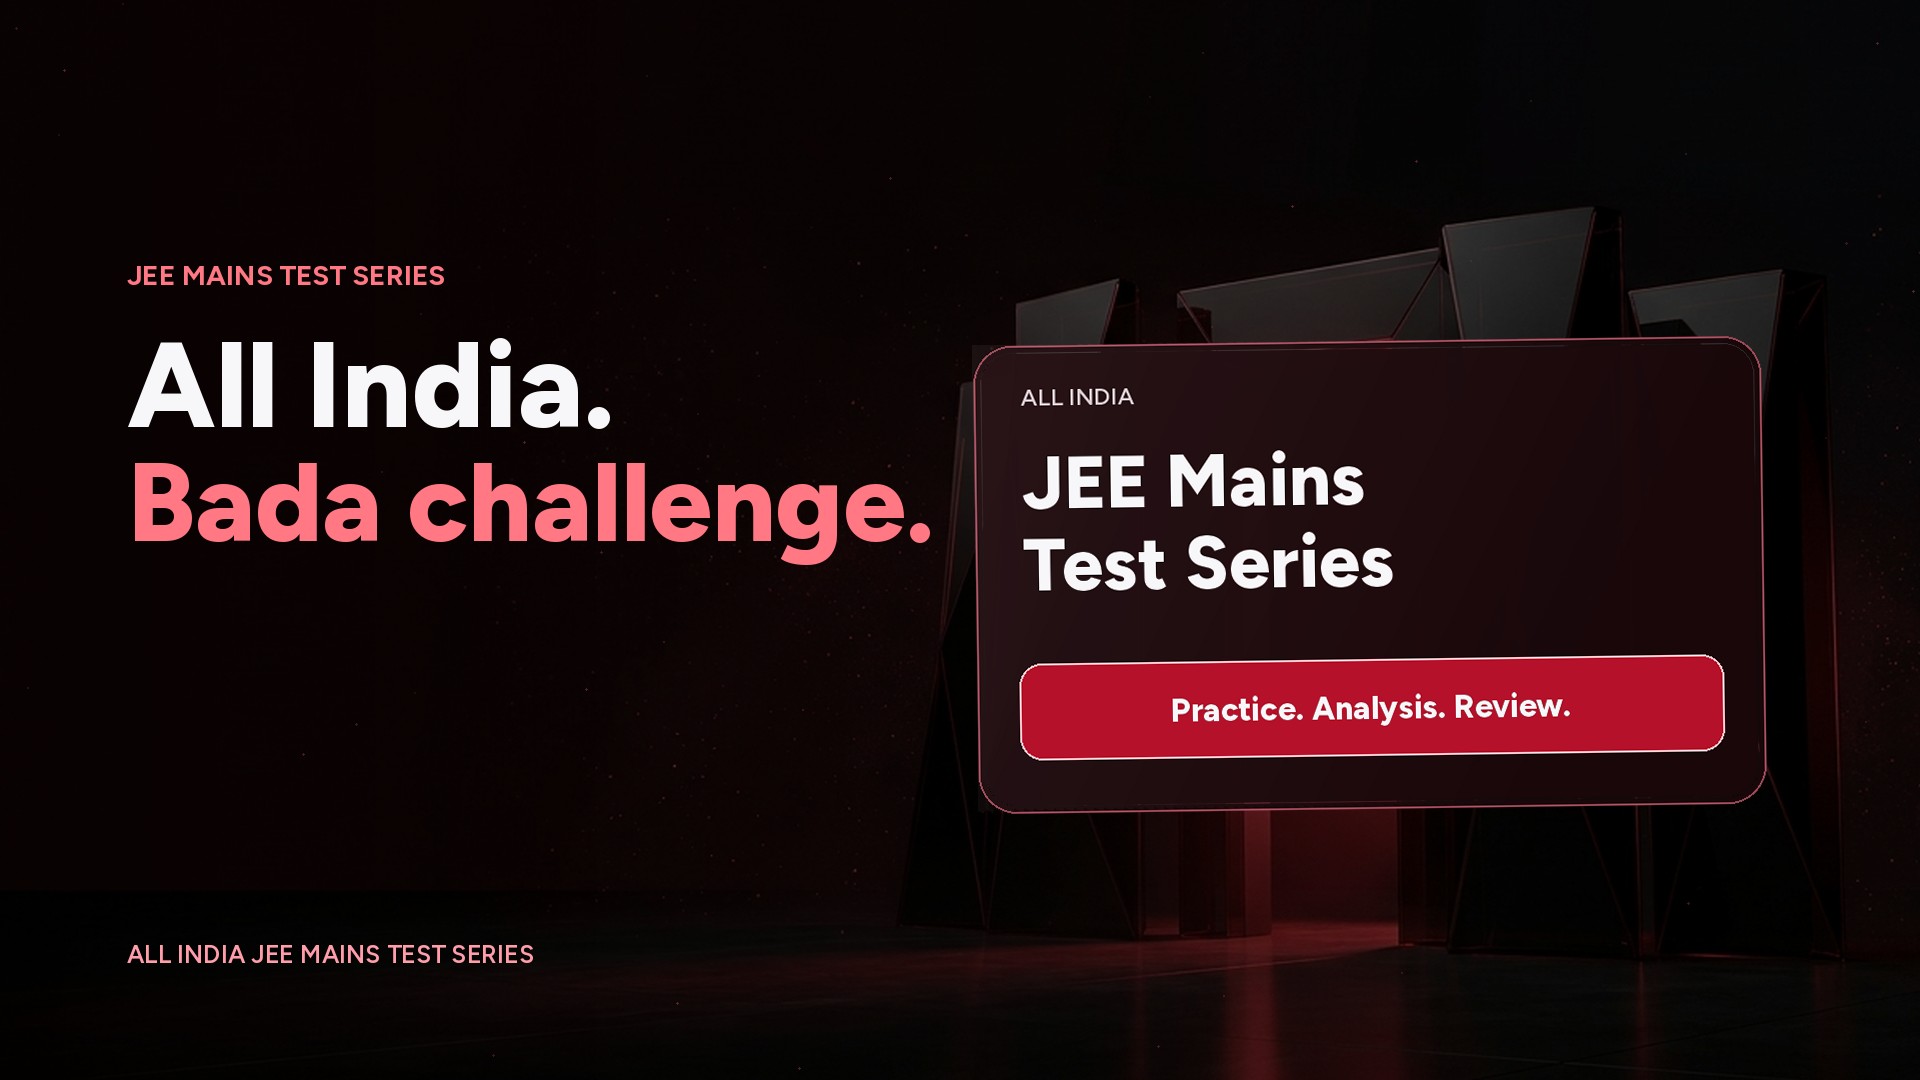 JEE MAINS TEST SERIES
All India.
Bada challenge.
ALL INDIA
JEE Mains
Test Series
Practice. Analysis. Review.
ALL INDIA JEE MAINS TEST SERIES